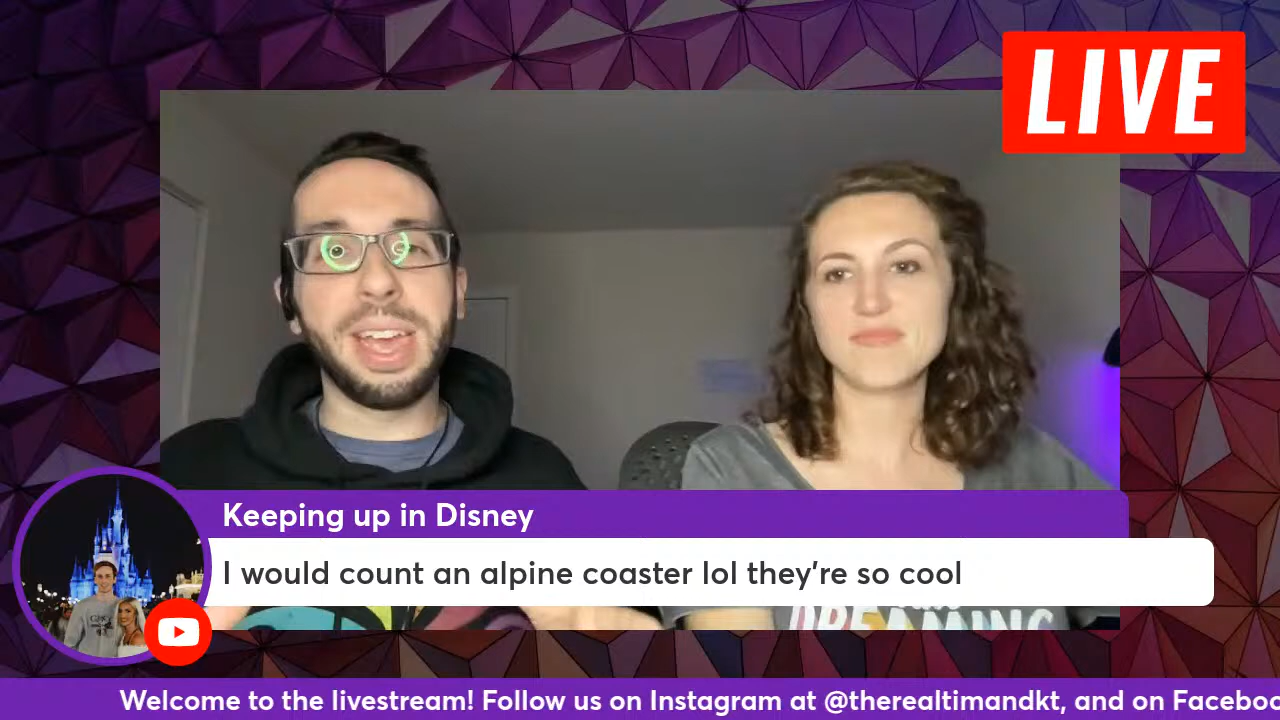 LIVE
Keeping up in Disney
I would count an alpine coaster lol they're so cool
DREAMING
Welcome to the livestream! Follow us on Instagram at @therealtimandkt, and on Faceboo